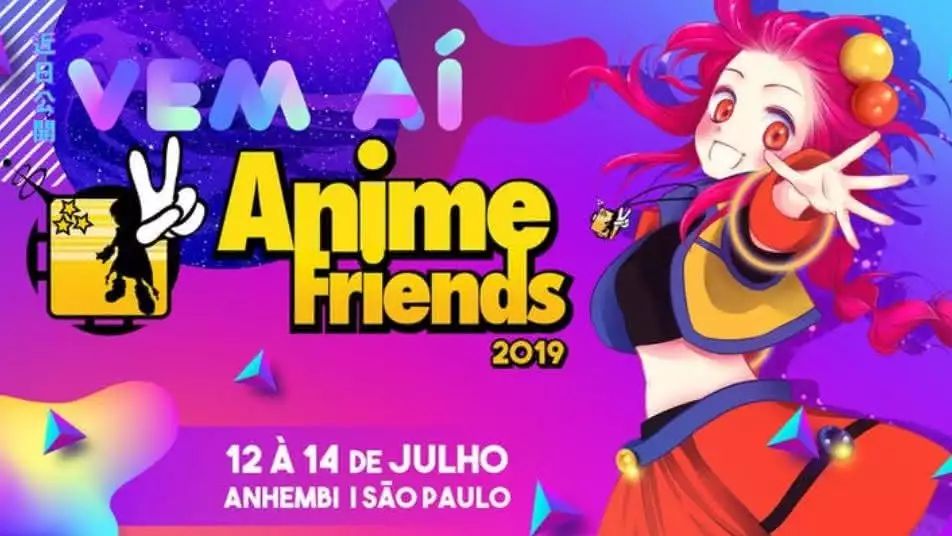 近日公開
VEM AÍ
Anime
Friends
2019
12 À 14 DE JULHO
ANHEMBI | SÃO PAULO